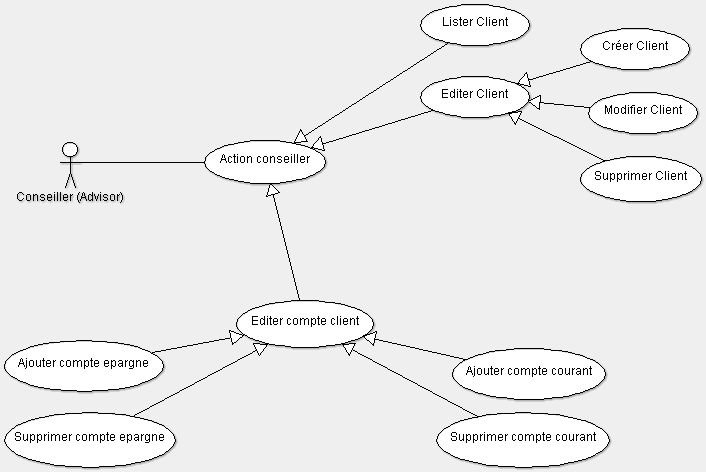 Lister Client
Créer Client
Editer Client
Modifier Client
Action conseiller
Supprimer Client
Conseiller (Advisor)
Editer compte client
Ajouter compte epargne
Ajouter compte courant
Supprimer compte epargne
Supprimer compte courant